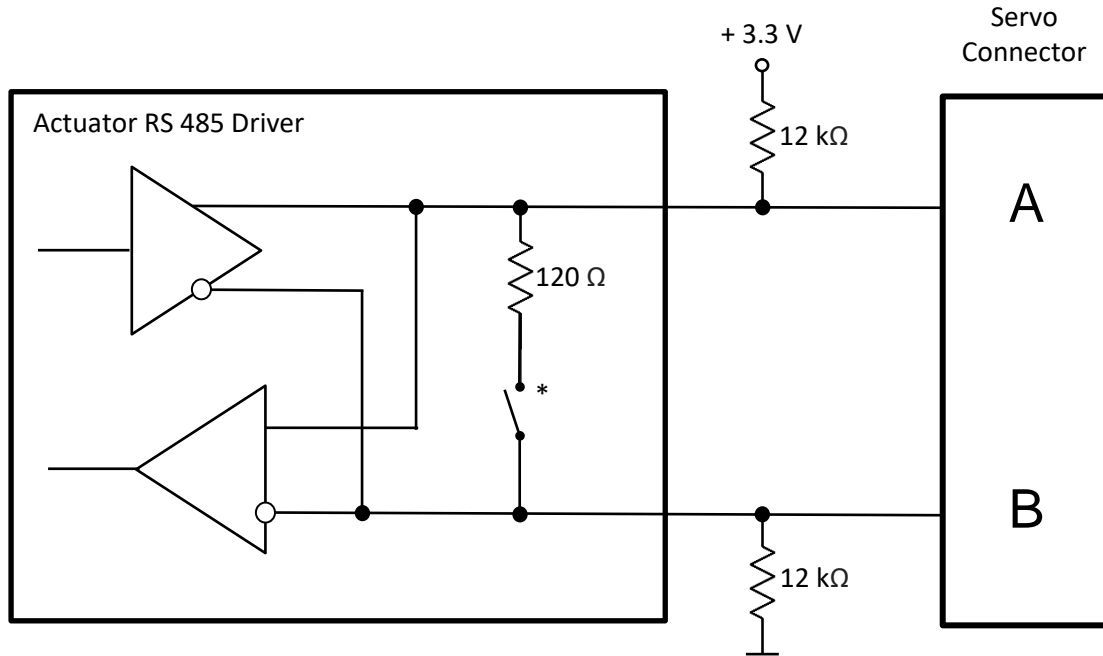 Servo
Connector
+ 3.3 V
Actuator RS 485 Driver
12 kΩ
A
120 Ω
*
B
12 kΩ